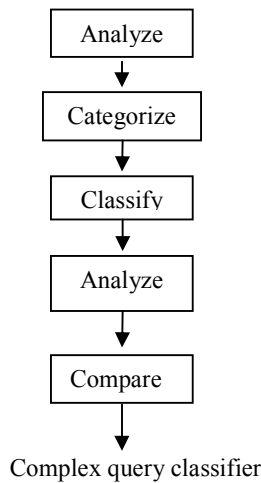 Analyze
Categorize
Classify
Analyze
Compare
Complex query classifier